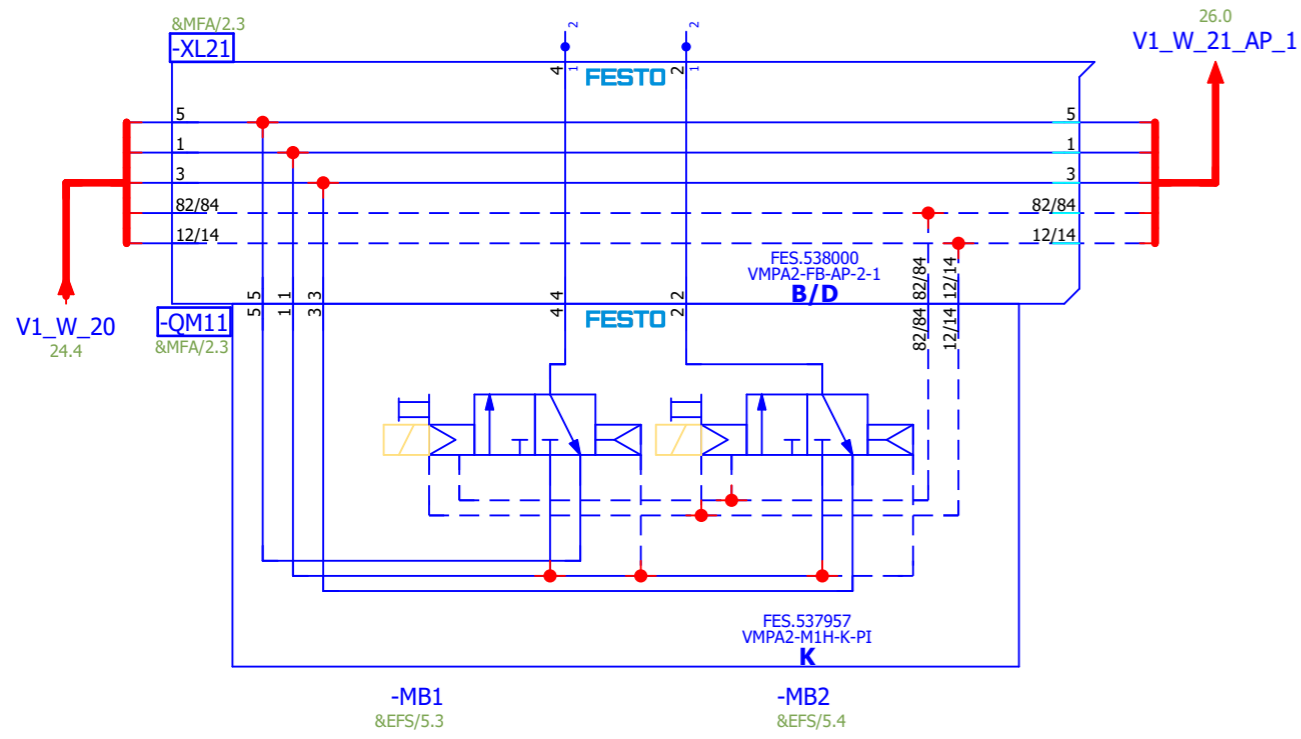 26.0
&MFA/2.3
-XL21
V1_W_21_AP_1
2
2
4
1
FESTO
2
1
5
5
1
1
3
3
82/84
82/84
12/14
12/14
FES.538000
VMPA2-FB-AP-2-1
B/D
82/84
12/14
5
1
3
4
2
V1_W_20
24.4
-QM11
&MFA/2.3
5
1
3
4
FESTO
2
82/84
12/14
FES.537957
VMPA2-M1H-K-PI
K
-MB1
&EFS/5.3
-MB2
&EFS/5.4